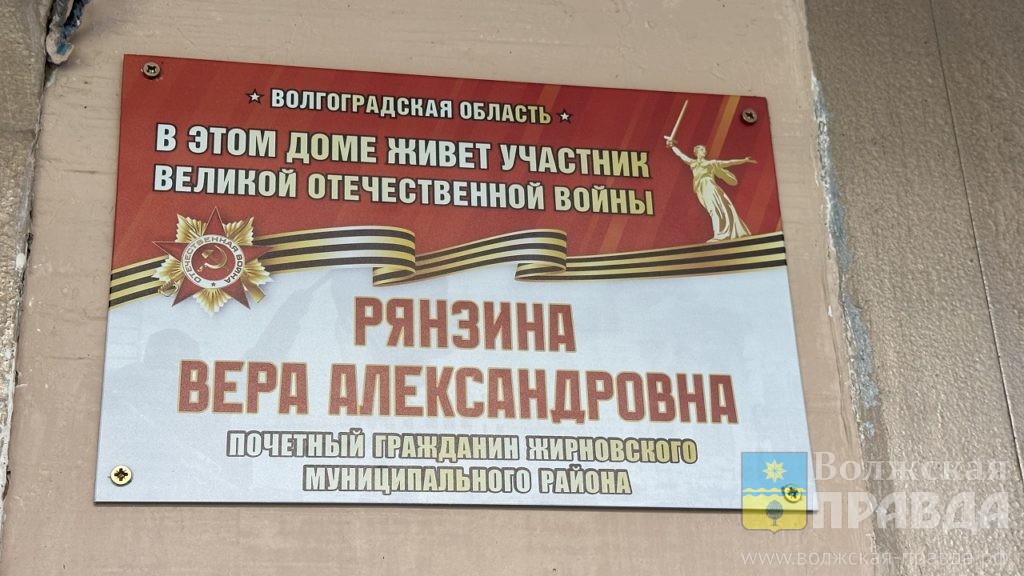 ВОЛГОГРАДСКАЯ ОБЛАСТЬ
В ЭТОМ ДОМЕ ЖИВЕТ УЧАСТНИК
ВЕЛИКОЙ ОТЕЧЕСТВЕННОЙ ВОЙНЫ
ОТЕЧЕСТВЕННАЯ ВОЙНА
РЯНЗИНА
ВЕРА АЛЕКСАНДРОВНА
ПОЧЕТНЫЙ ГРАЖДАНИН ЖИРНОВСКОГО
МУНИЦИПАЛЬНОГО РАЙОНА
Волжская
ПРАВДА
www.волжская-правда.рф